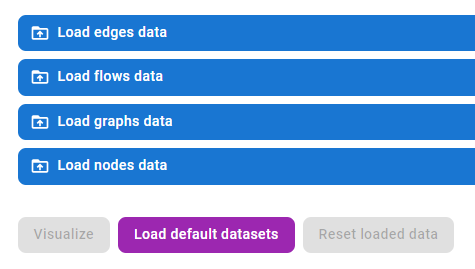 Load edges data
Load flows data
Load graphs data
Load nodes data
Visualize Load default datasets Reset loaded data